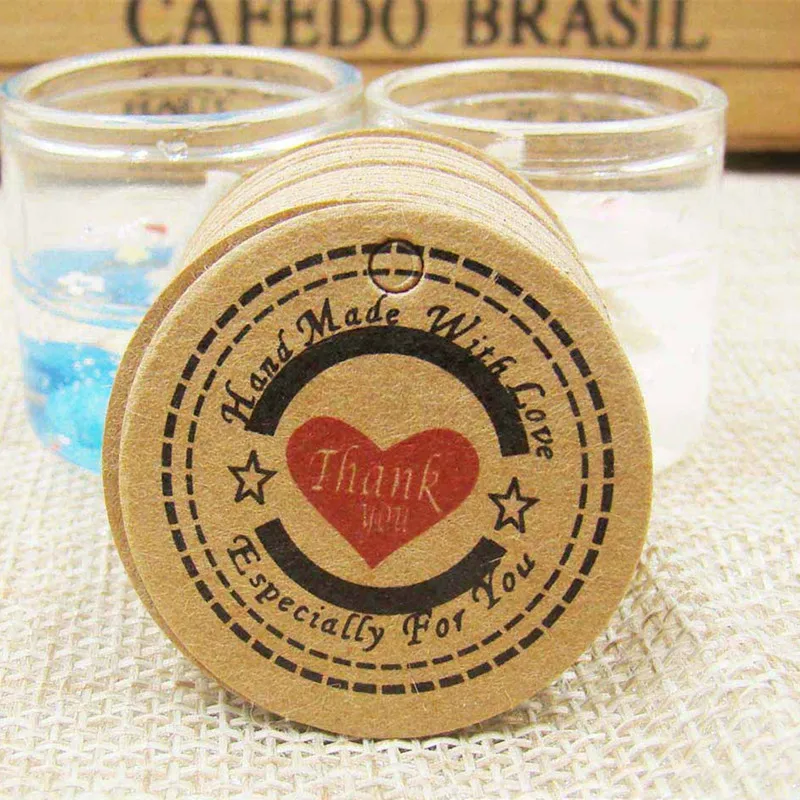 CAFEDO BRASIL
Hand Made With Love
Thank
you
Especially For You